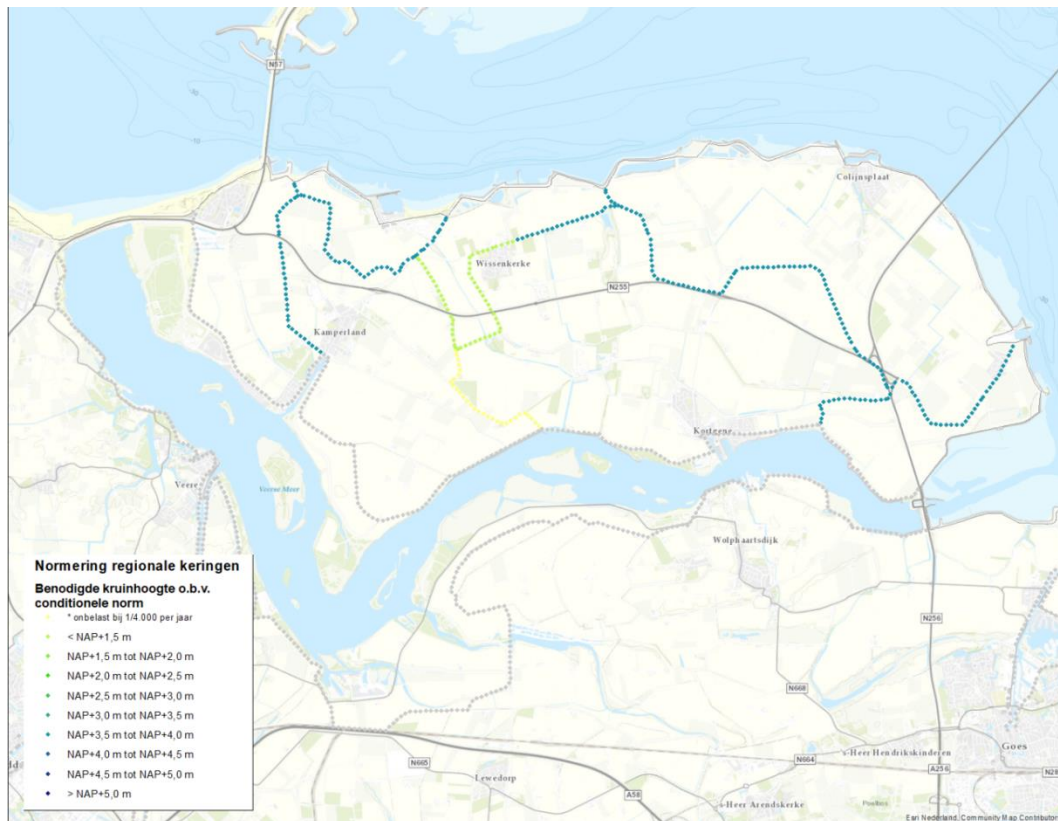 N57
Colijnsplaat
Wissenkerke
N255
Kamperland
Kortgene
Veere
Veerse Meer
Wolphaartsdijk
N256
N668
Goes
's-Heer Hendrikskinderen
N665
N664
A256
Lewedorp
A58
's-Heer Arendskerke
Poelbos
Normering regionale keringen
Benodigde kruinhoogte o.b.v.
conditionele norm
* onbelast bij 1/4.000 per jaar
< NAP+1,5 m
NAP+1,5 m tot NAP+2,0 m
NAP+2,0 m tot NAP+2,5 m
NAP+2,5 m tot NAP+3,0 m
NAP+3,0 m tot NAP+3,5 m
NAP+3,5 m tot NAP+4,0 m
NAP+4,0 m tot NAP+4,5 m
NAP+4,5 m tot NAP+5,0 m
> NAP+5,0 m
Esri Nederland, Community Map Contributor